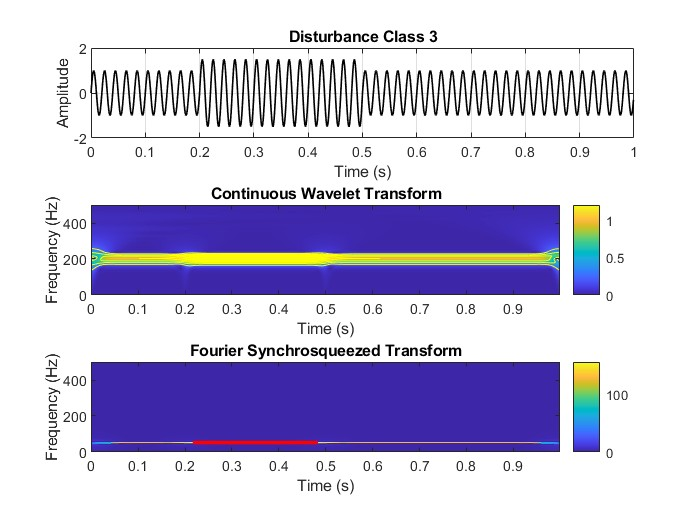 Disturbance Class 3
Amplitude
2
0
-2
0 0.1 0.2 0.3 0.4 0.5 0.6 0.7 0.8 0.9 1
Time (s)
Continuous Wavelet Transform
Frequency (Hz)
400
200
0
0 0.1 0.2 0.3 0.4 0.5 0.6 0.7 0.8 0.9
1
0.5
0
Time (s)
Fourier Synchrosqueezed Transform
Frequency (Hz)
400
200
0
0 0.1 0.2 0.3 0.4 0.5 0.6 0.7 0.8 0.9
100
0
Time (s)